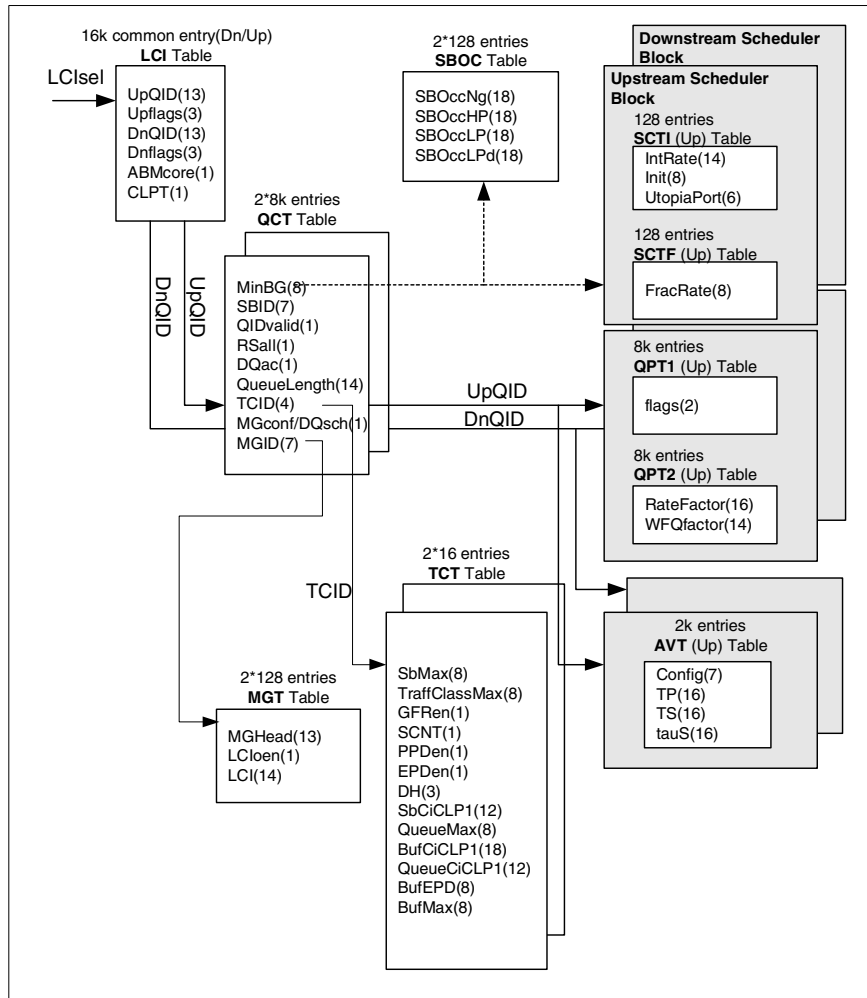 16k common entry(Dn/Up)
LCI Table
LCIsel
UpQID(13)
Upflags(3)
DnQID(13)
Dnflags(3)
ABMcore(1)
CLPT(1)
2*128 entries
SBOC Table
SBOccNg(18)
SBOccHP(18)
SBOccLP(18)
SBOccLPd(18)
Downstream Scheduler
Block
Upstream Scheduler
Block
128 entries
SCTI (Up) Table
IntRate(14)
Init(8)
UtopiaPort(6)
128 entries
SCTF (Up) Table
FracRate(8)
2*8k entries
QCT Table
DnQID
UpQID
MinBG(8)
SBID(7)
QIDvalid(1)
RSall(1)
DQac(1)
QueueLength(14)
TCID(4)
MGconf/DQsch(1)
MGID(7)
UpQID
DnQID
8k entries
QPT1 (Up) Table
flags(2)
8k entries
QPT2 (Up) Table
RateFactor(16)
WFQfactor(14)
TCID
2*16 entries
TCT Table
SbMax(8)
TraffClassMax(8)
GFRen(1)
SCNT(1)
PPDen(1)
EPDen(1)
DH(3)
SbCiCLP1(12)
QueueMax(8)
BufCiCLP1(18)
QueueCiCLP1(12)
BufEPD(8)
BufMax(8)
2k entries
AVT (Up) Table
Config(7)
TP(16)
TS(16)
tauS(16)
2*128 entries
MGT Table
MGHead(13)
LCIoen(1)
LCI(14)